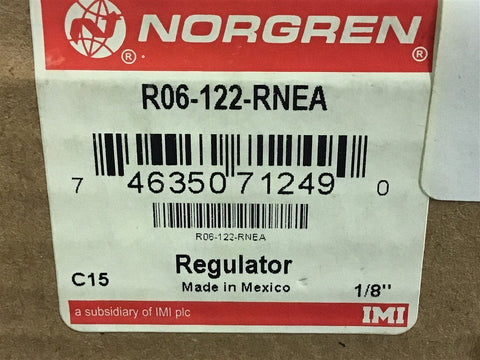 NORGREN®
®
R06-122-RNEA
7 46350 71249 0
R06-122-RNEA
Regulator
Made in Mexico
C15 1/8"
a subsidiary of IMI plc IMI